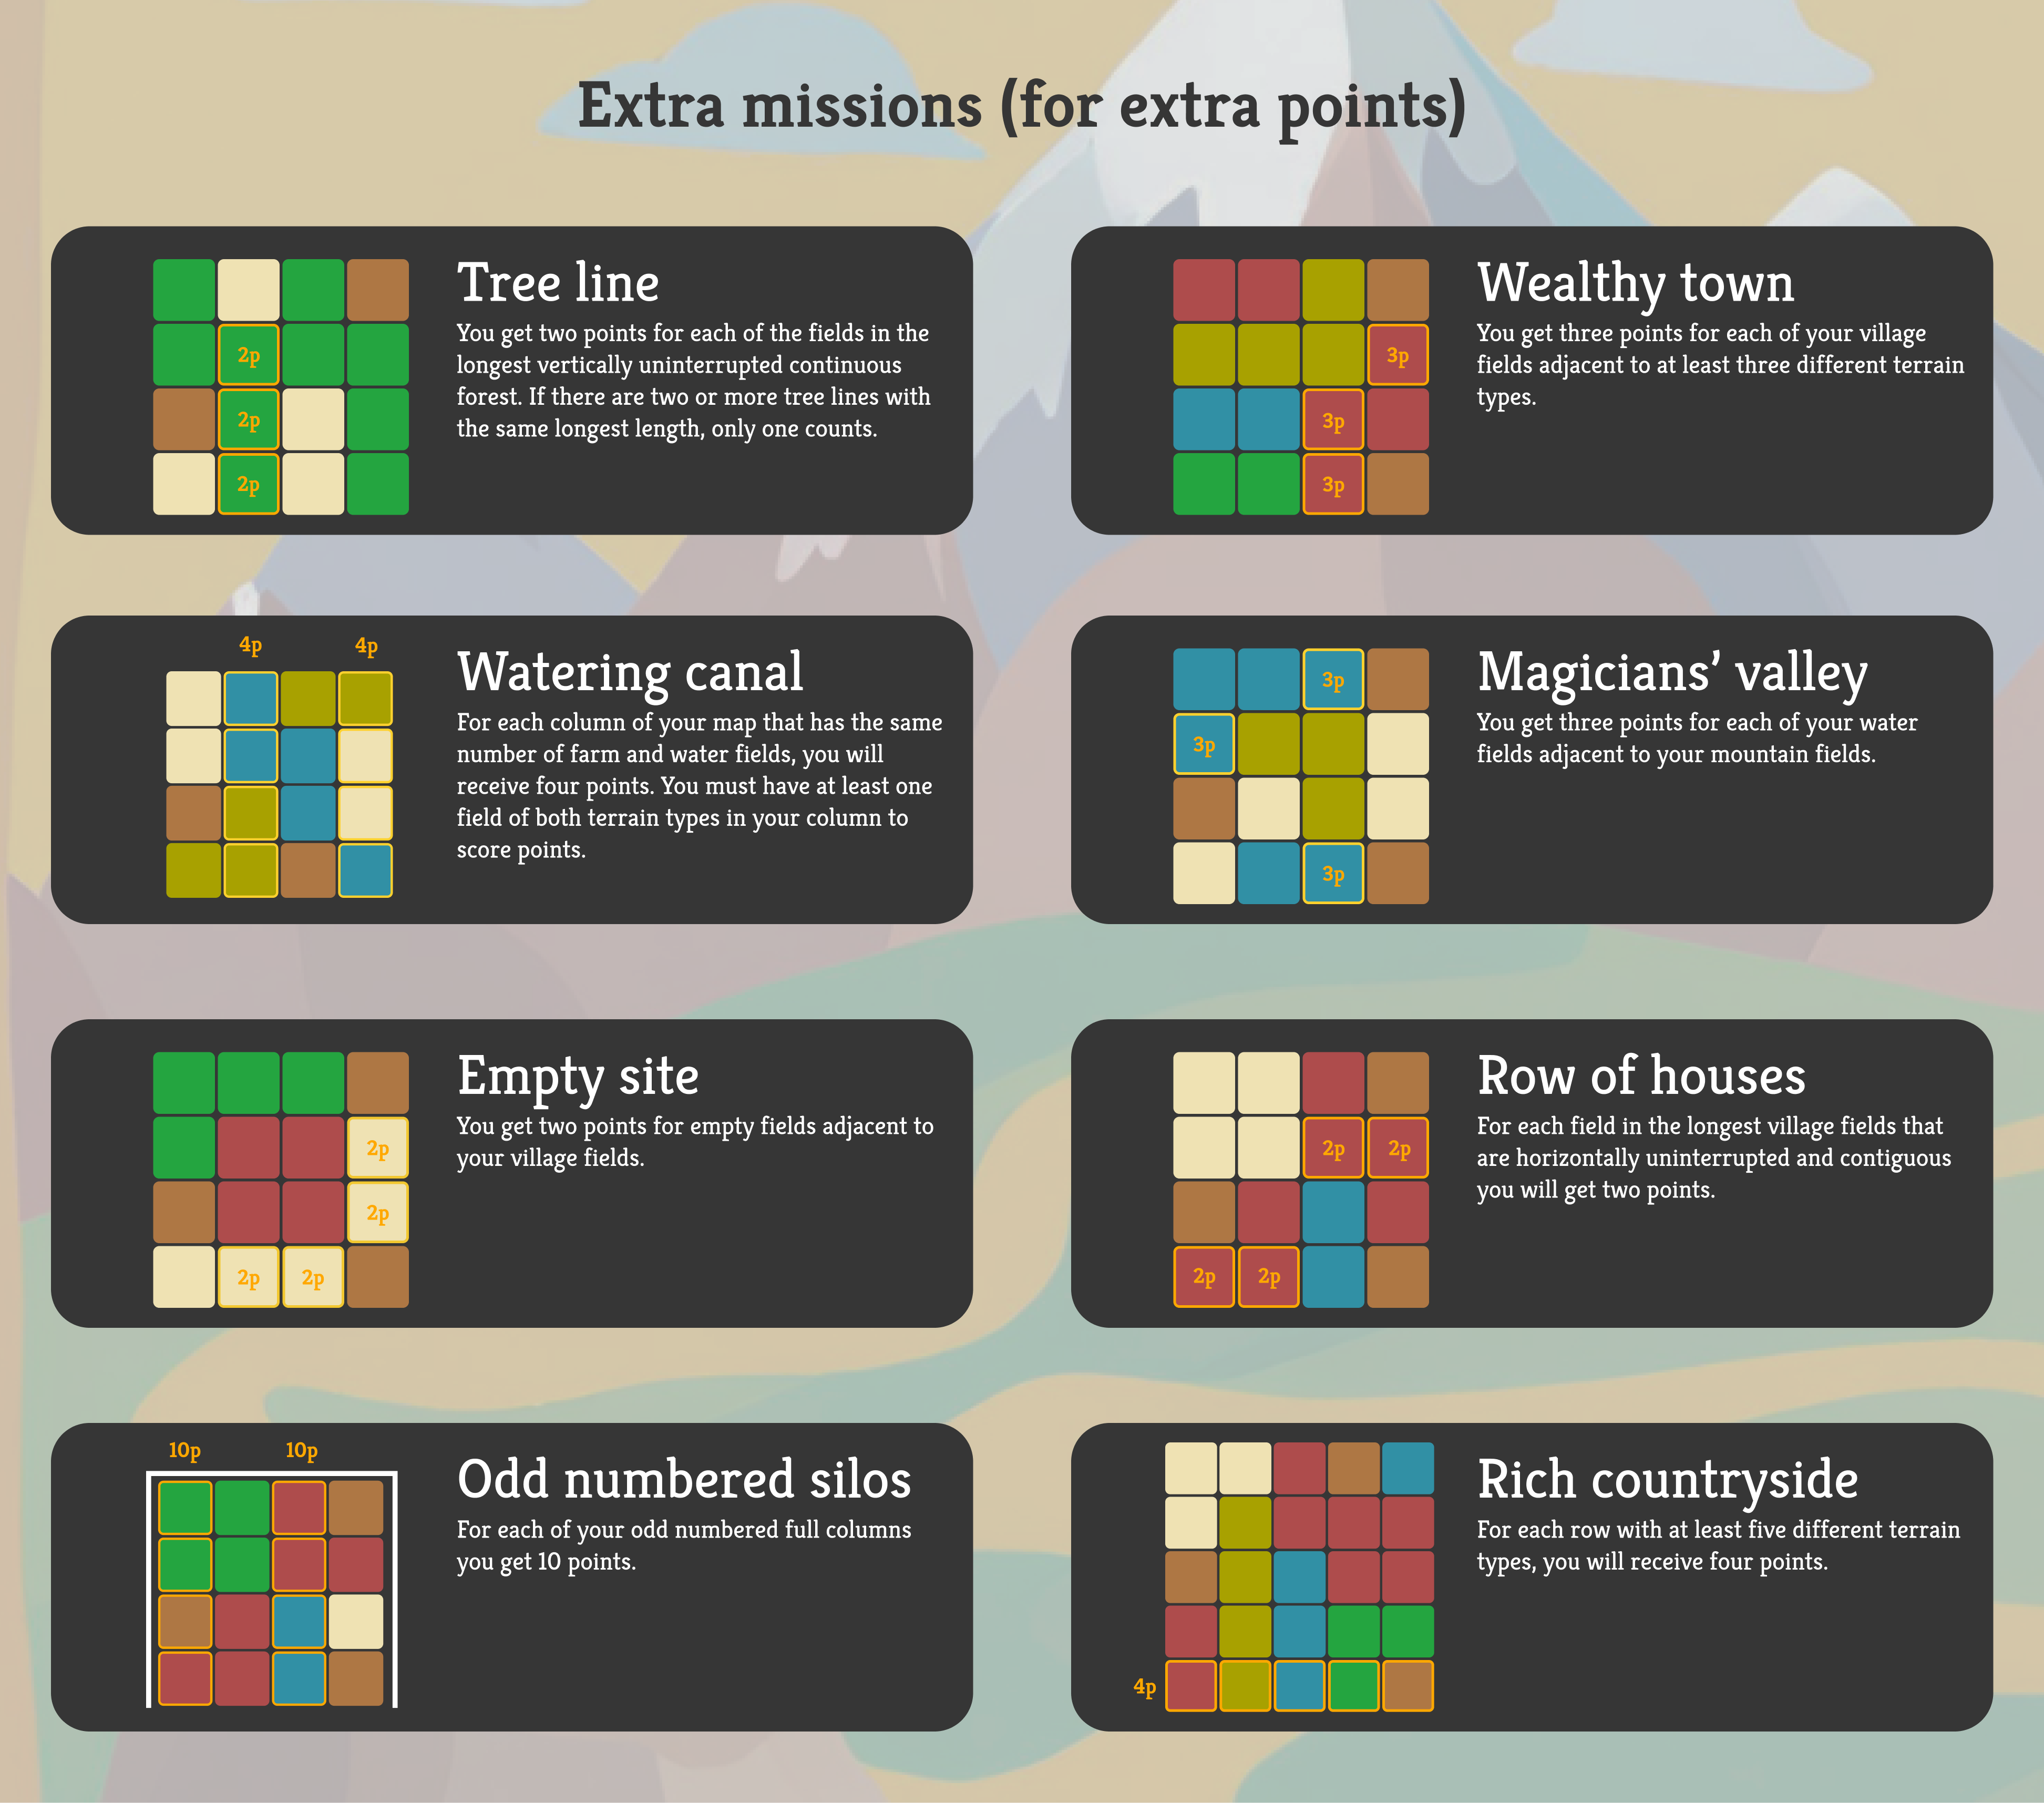 Extra missions (for extra points)
2p
2p
2p
Tree line
You get two points for each of the fields in the
longest vertically uninterrupted continuous
forest. If there are two or more tree lines with
the same longest length, only one counts.
3p
3p
3p
Wealthy town
You get three points for each of your village
fields adjacent to at least three different terrain
types.
4p 4p
Watering canal
For each column of your map that has the same
number of farm and water fields, you will
receive four points. You must have at least one
field of both terrain types in your column to
score points.
3p
3p
3p
Magicians’ valley
You get three points for each of your water
fields adjacent to your mountain fields.
2p
2p
2p 2p
Empty site
You get two points for empty fields adjacent to
your village fields.
2p 2p
2p 2p
Row of houses
For each field in the longest village fields that
are horizontally uninterrupted and contiguous
you will get two points.
10p 10p
Odd numbered silos
For each of your odd numbered full columns
you get 10 points.
4p
Rich countryside
For each row with at least five different terrain
types, you will receive four points.